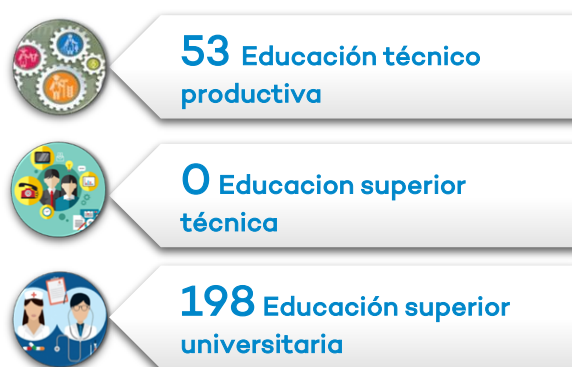 53 Educación técnico
productiva
0 Educacion superior
técnica
198 Educación superior
universitaria